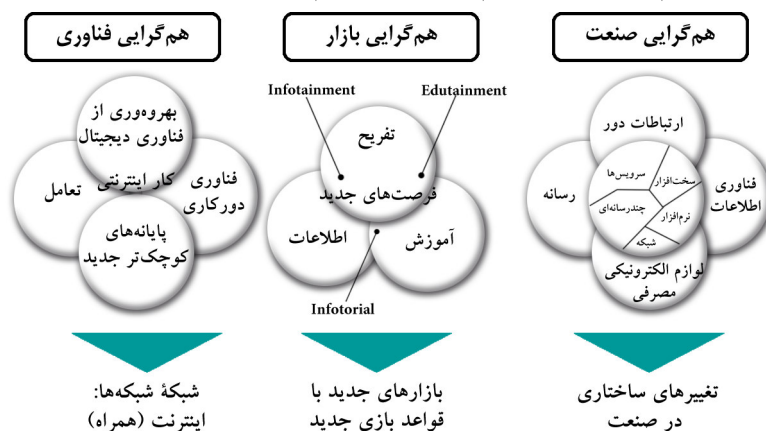 هم‌گرایی صنعت
ارتباطات دور
سرویس‌ها
سخت‌افزار
چندرسانه‌ای
نرم‌افزار
شبکه
فناوری
اطلاعات
رسانه
لوازم الکترونیکی
مصرفی
تغییرهای ساختاری
در صنعت
هم‌گرایی بازار
Infotainment
Edutainment
تفریح
فرصت‌های جدید
آموزش
اطلاعات
Infotorial
بازارهای جدید با
قواعد بازی جدید
هم‌گرایی فناوری
بهروه‌وری از
فناوری دیجیتال
کار اینترنتی
فناوری
دورکاری
تعامل
پایانه‌های
کوچک‌تر جدید
شبکهٔ شبکه‌ها:
اینترنت (همراه)